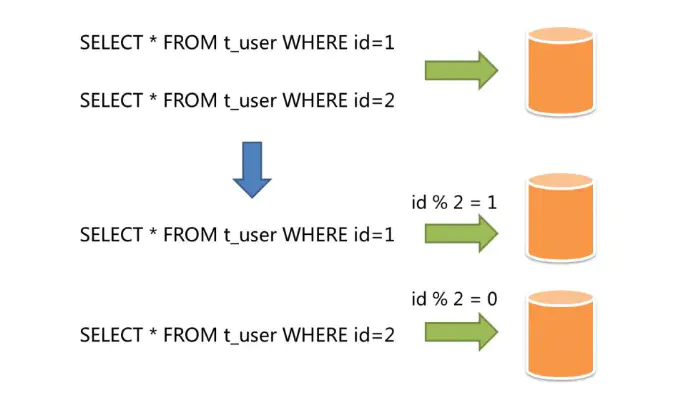 SELECT * FROM t_user WHERE id=1
SELECT * FROM t_user WHERE id=2
id % 2 = 1
SELECT * FROM t_user WHERE id=1
id % 2 = 0
SELECT * FROM t_user WHERE id=2